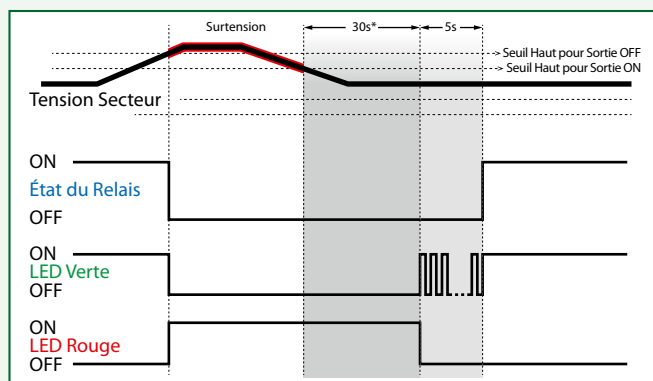 Surtension
30s*
5s
> Seuil Haut pour Sortie OFF
> Seuil Haut pour Sortie ON
Tension Secteur
ON
État du Relais
OFF
ON
LED Verte
OFF
ON
LED Rouge
OFF